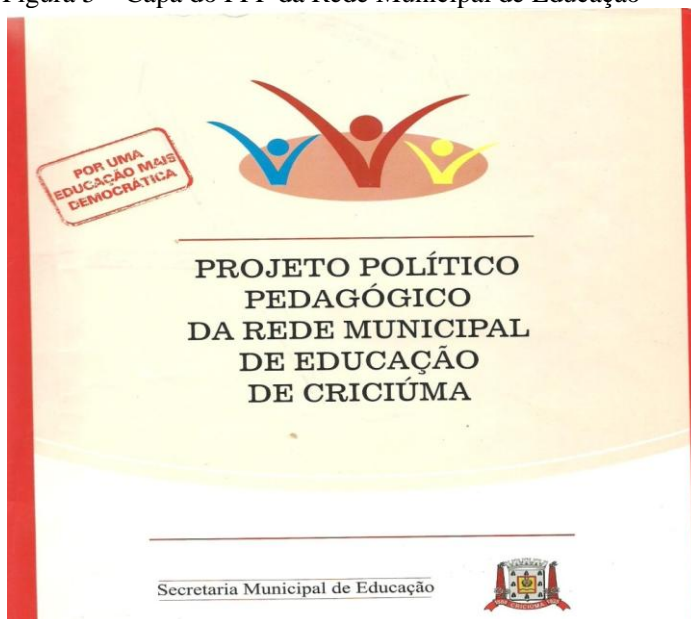 Figura 3 – Capa do PPP da Rede Municipal de Educação
POR UMA
EDUCAÇÃO MAIS
DEMOCRÁTICA
PROJETO POLÍTICO
PEDAGÓGICO
DA REDE MUNICIPAL
DE EDUCAÇÃO
DE CRICIÚMA
Secretaria Municipal de Educação
CRICIUMA